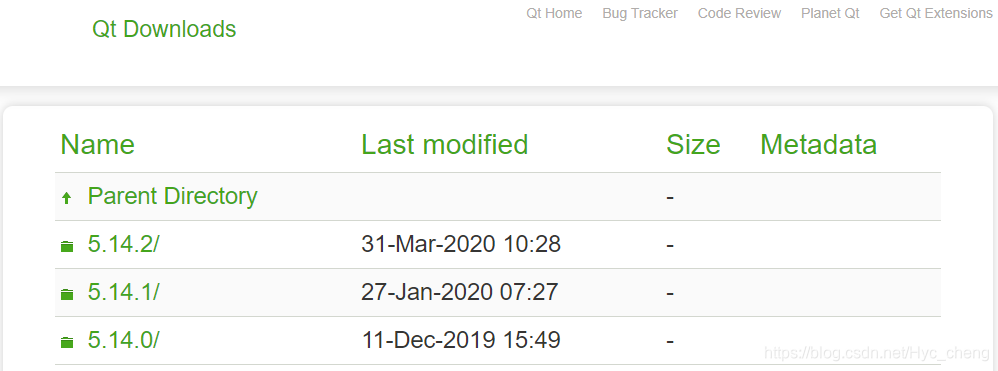 Qt Downloads
Qt Home Bug Tracker Code Review Planet Qt Get Qt Extensions
Name Last modified Size Metadata
Parent Directory -
5.14.2/ 31-Mar-2020 10:28 -
5.14.1/ 27-Jan-2020 07:27 -
5.14.0/ 11-Dec-2019 15:49 -
https://blog.csdn.net/Hyc_cheng